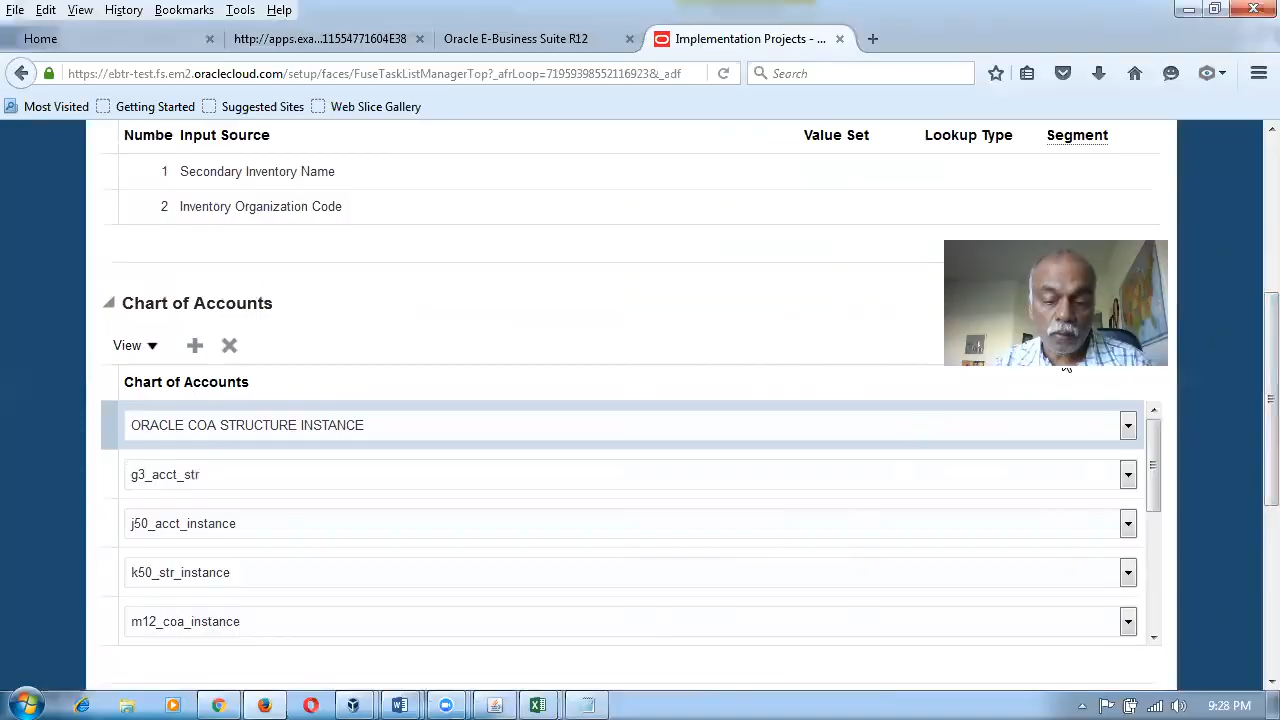 File Edit View History Bookmarks Tools Help
Home http://apps.exa...11554771604E38 Oracle E-Business Suite R12 Implementation Projects - ...
https://ebtr-test.fs.em2.oraclecloud.com/setup/faces/FuseTaskListManagerTop?_afrLoop=7195939855211 6923&_adf Search
Most Visited Getting Started Suggested Sites Web Slice Gallery
Numbe Input Source Value Set Lookup Type Segment
1 Secondary Inventory Name
2 Inventory Organization Code
Chart of Accounts
View
Chart of Accounts
ORACLE COA STRUCTURE INSTANCE
g3_acct_str
j50_acct_instance
k50_str_instance
m12_coa_instance
9:28 PM